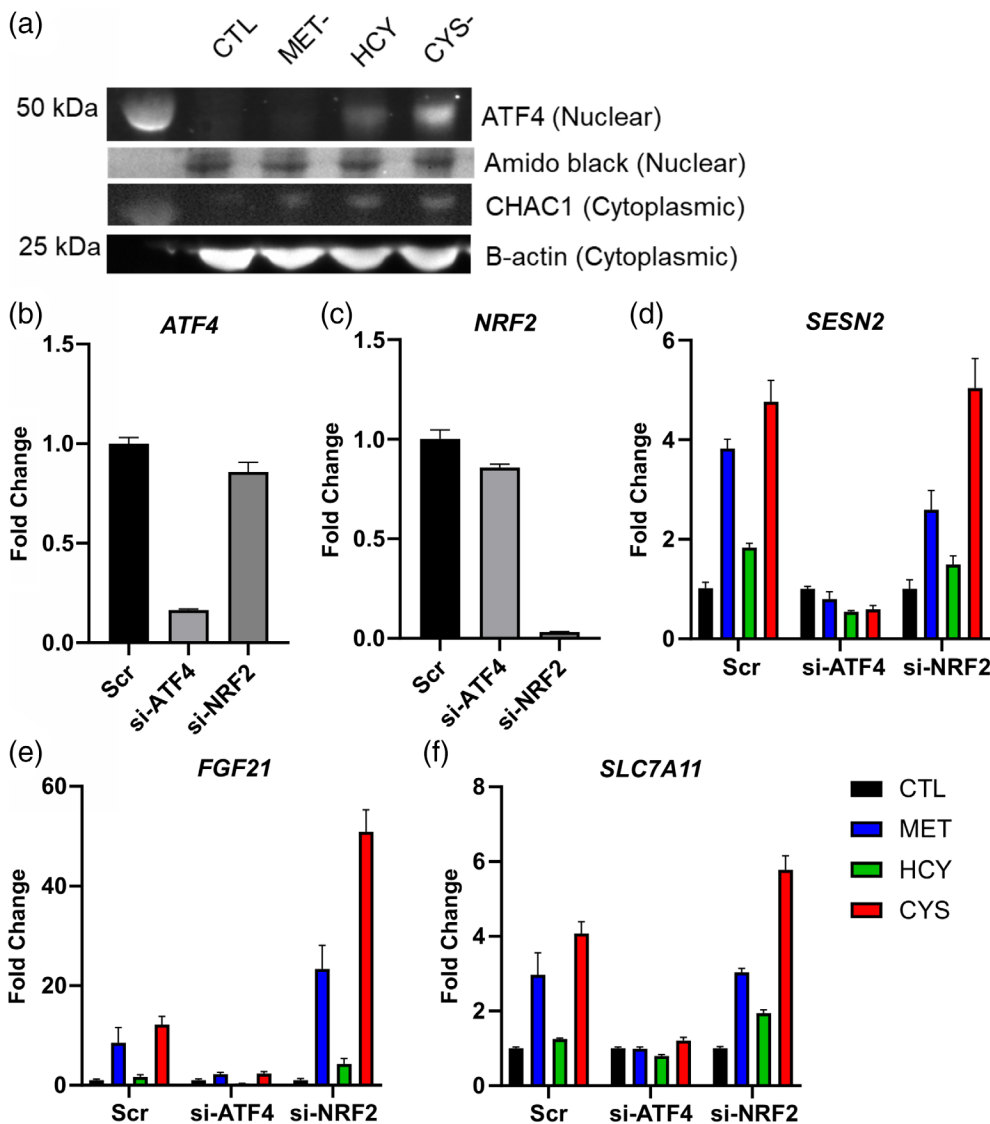 (a)
CTL MET- HCY CYS-
50 kDa ATF4 (Nuclear)
Amido black (Nuclear)
CHAC1 (Cytoplasmic)
25 kDa B-actin (Cytoplasmic)
(b) ATF4
Fold Change
1.5
1.0
0.5
0.0
Scr si-ATF4 si-NRF2
(c) NRF2
Fold Change
1.5
1.0
0.5
0.0
Scr si-ATF4 si-NRF2
(d) SESN2
Fold Change
6
4
2
0
Scr si-ATF4 si-NRF2
(e) FGF21
Fold Change
60
40
20
0
Scr si-ATF4 si-NRF2
(f) SLC7A11
Fold Change
8
6
4
2
0
Scr si-ATF4 si-NRF2
CTL
MET
HCY
CYS